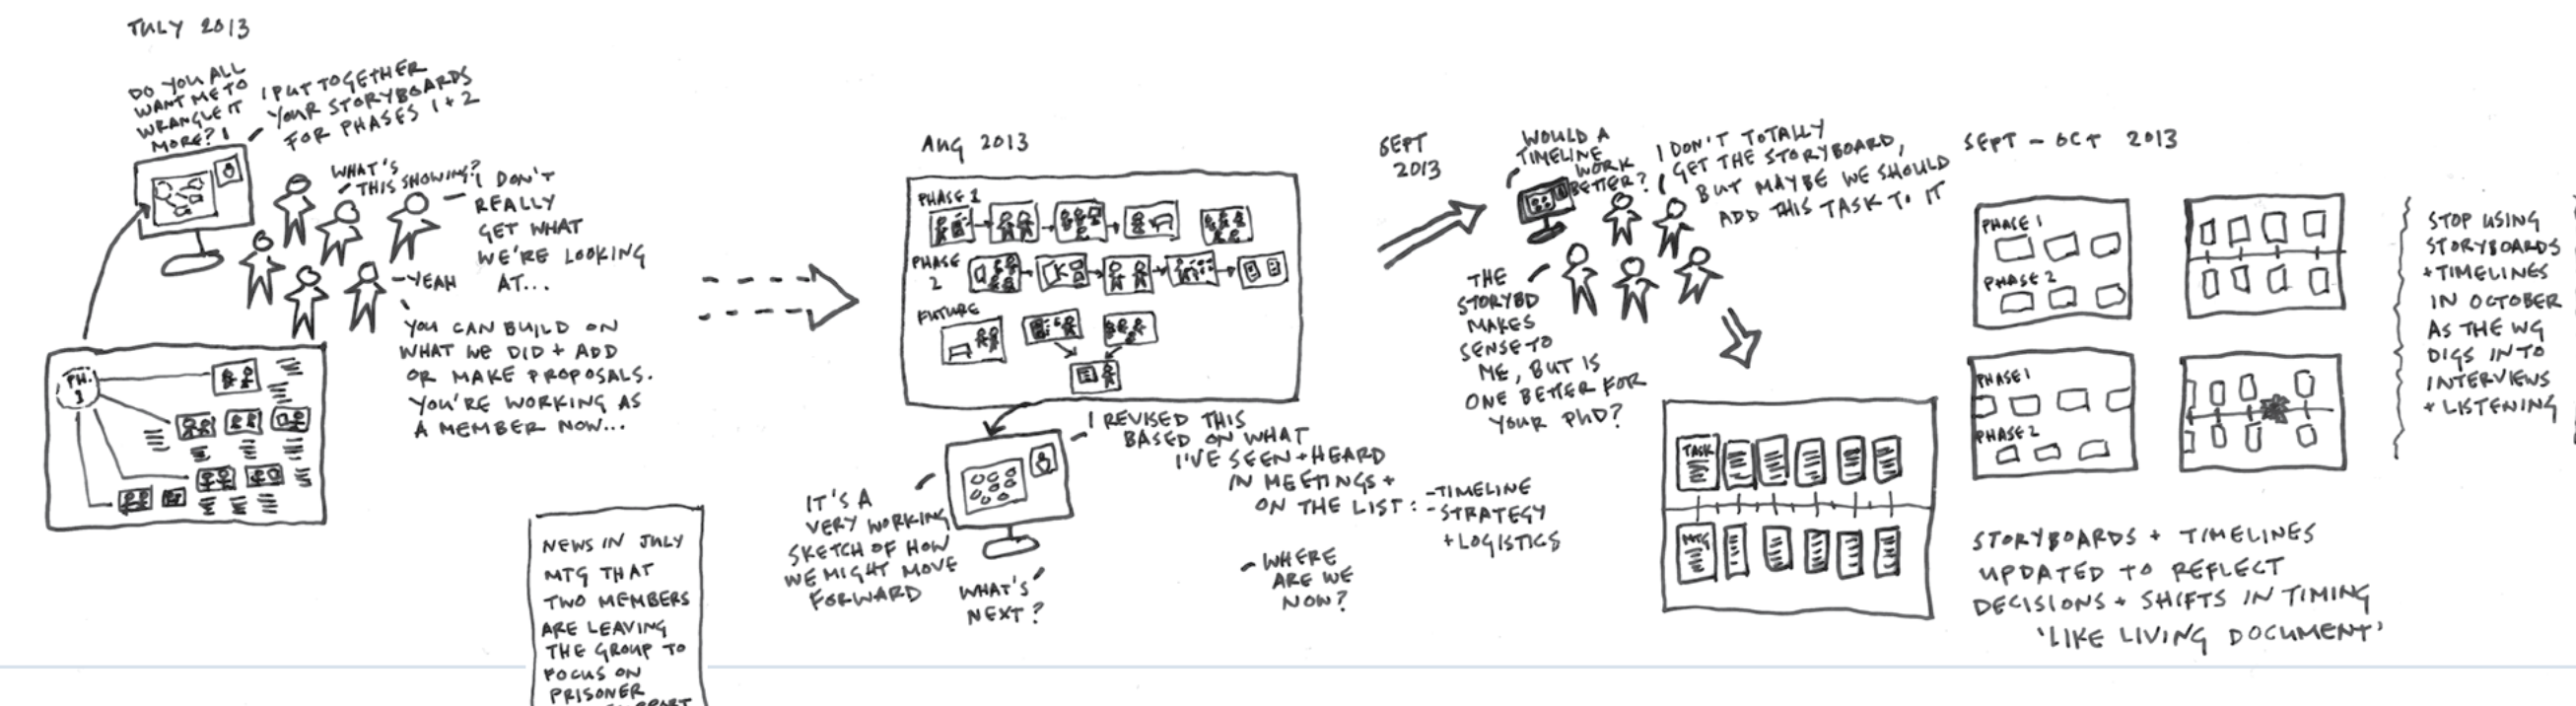 JULY 2013
DO YOU ALL
WANT ME TO
WRANGLE IT
MORE?
I PUT TOGETHER
YOUR STORYBOARDS
FOR PHASES 1+2
WHAT'S
THIS SHOWING?
I DON'T
REALLY
GET WHAT
WE'RE LOOKING
AT...
YEAH
YOU CAN BUILD ON
WHAT WE DID + ADD
OR MAKE PROPOSALS.
YOU'RE WORKING AS
A MEMBER NOW...
PH.
1
NEWS IN JULY
MTG THAT
TWO MEMBERS
ARE LEAVING
THE GROUP TO
FOCUS ON
PRISONER
AUG 2013
PHASE 1
PHASE
2
FUTURE
I REVISED THIS
BASED ON WHAT
I'VE SEEN + HEARD
IN MEETINGS +
ON THE LIST:
-TIMELINE
-STRATEGY
+ LOGISTICS
IT'S A
VERY WORKING
SKETCH OF HOW
WE MIGHT MOVE
FORWARD
WHAT'S
NEXT?
WHERE
ARE WE
NOW?
SEPT
2013
WOULD A
TIMELINE
WORK
BETTER?
I DON'T TOTALLY
GET THE STORYBOARD,
BUT MAYBE WE SHOULD
ADD THIS TASK TO IT
THE
STORYBD
MAKES
SENSE TO
ME, BUT IS
ONE BETTER FOR
YOUR PHD?
TASK
MTG
SEPT - OCT 2013
PHASE 1
PHASE 2
PHASE 1
PHASE 2
STORYBOARDS + TIMELINES
UPDATED TO REFLECT
DECISIONS + SHIFTS IN TIMING
'LIKE LIVING DOCUMENT'
STOP USING
STORYBOARDS
+ TIMELINES
IN OCTOBER
AS THE WG
DIGS INTO
INTERVIEWS
+ LISTENING